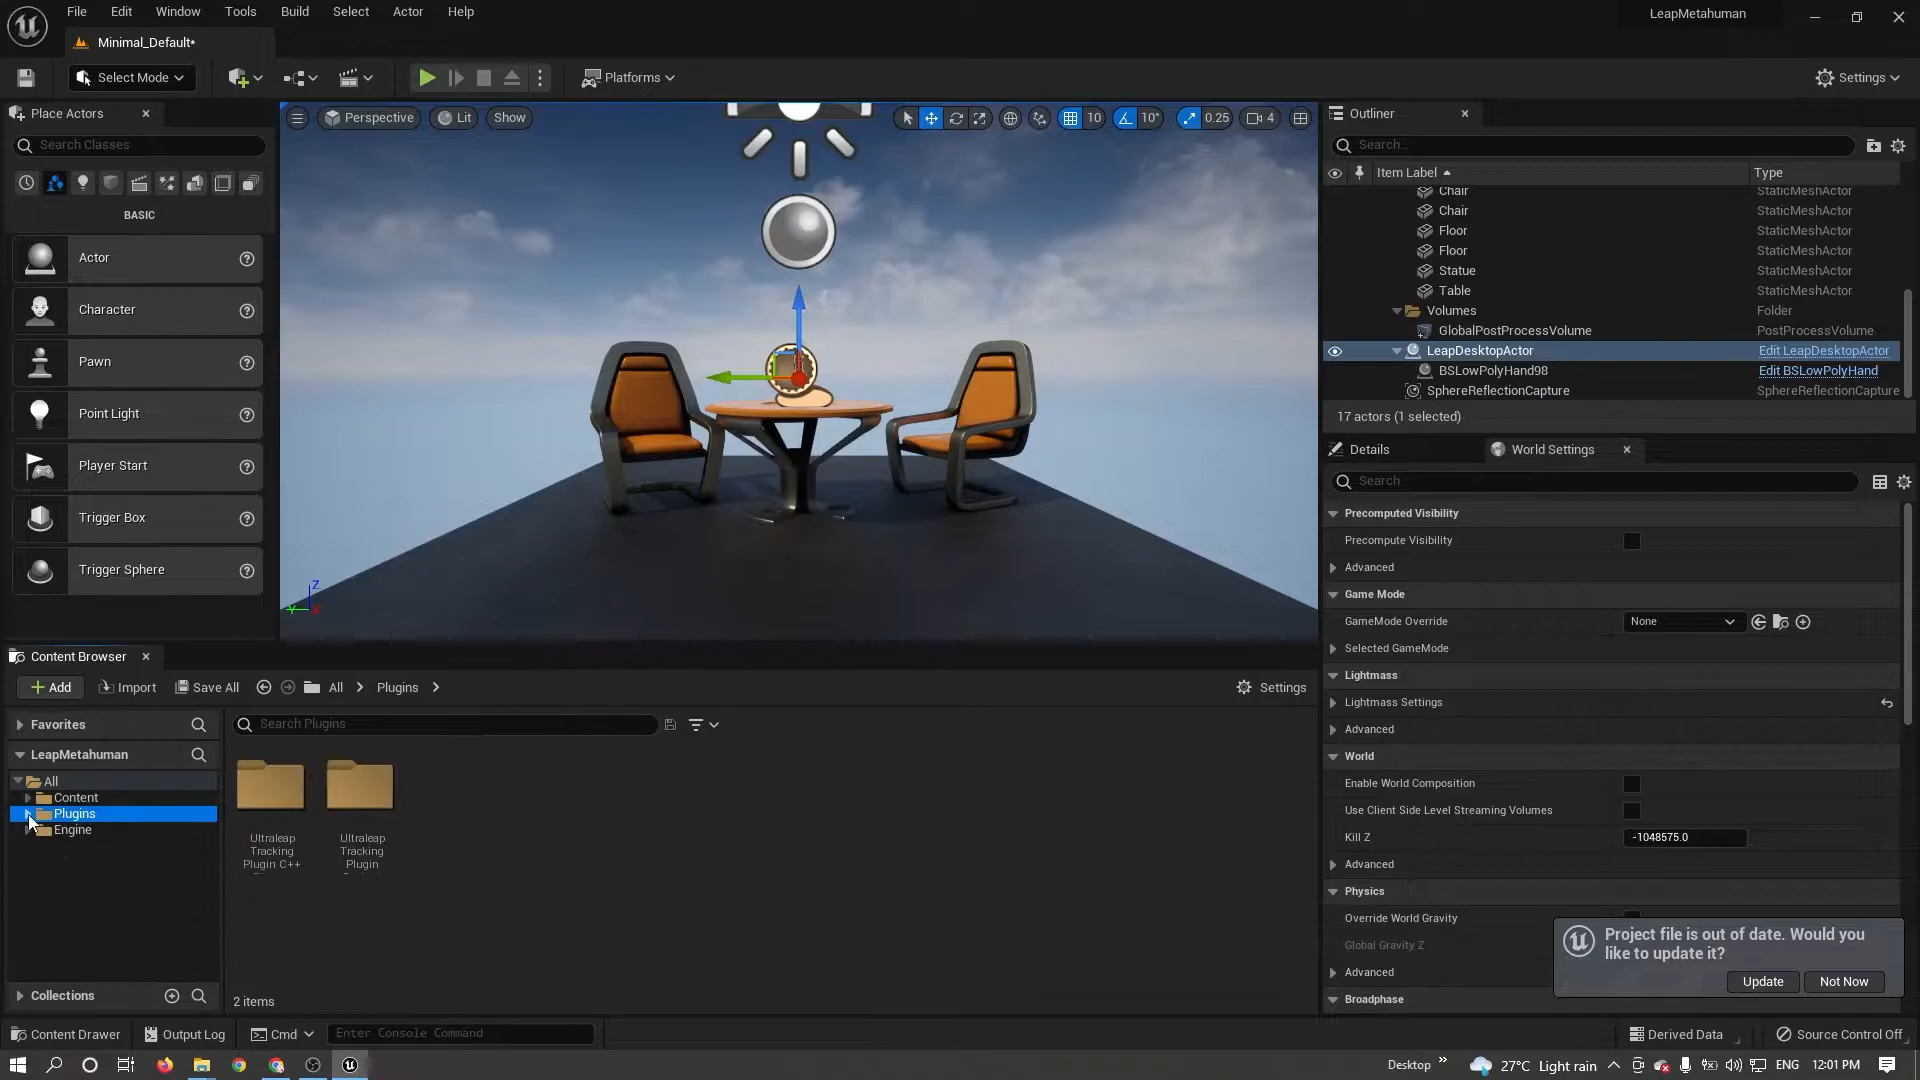 File Edit Window Tools Build Select Actor Help
LeapMetahuman
Minimal_Default*
Select Mode
Platforms
Settings
Place Actors
Search Classes
BASIC
Actor
Character
Pawn
Point Light
Player Start
Trigger Box
Trigger Sphere
Perspective Lit Show
10 10° 0.25 4
Outliner
Search...
Item Label Type
Chair StaticMeshActor
Chair StaticMeshActor
Floor StaticMeshActor
Floor StaticMeshActor
Statue StaticMeshActor
Table StaticMeshActor
Volumes Folder
GlobalPostProcessVolume PostProcessVolume
LeapDesktopActor Edit LeapDesktopActor
BSLowPolyHand98 Edit BSLowPolyHand
SphereReflectionCapture SphereReflectionCapture
17 actors (1 selected)
Details World Settings
Search
Precomputed Visibility
Precompute Visibility
Advanced
Game Mode
GameMode Override None
Selected GameMode
Lightmass
Lightmass Settings
Advanced
World
Enable World Composition
Use Client Side Level Streaming Volumes
Kill Z -1048575.0
Advanced
Physics
Override World Gravity
Global Gravity Z
Advanced
Broadphase
Project file is out of date. Would you
like to update it?
Update Not Now
Z
Y
X
Content Browser
Add Import Save All All Plugins Settings
Favorites
Search Plugins
LeapMetahuman
All
Content
Plugins
Engine
Ultraleap
Tracking
Plugin C++
Ultraleap
Tracking
Plugin
Collections
2 items
Content Drawer Output Log Cmd Enter Console Command
Derived Data Source Control Off
Desktop 27°C Light rain ENG 12:01 PM